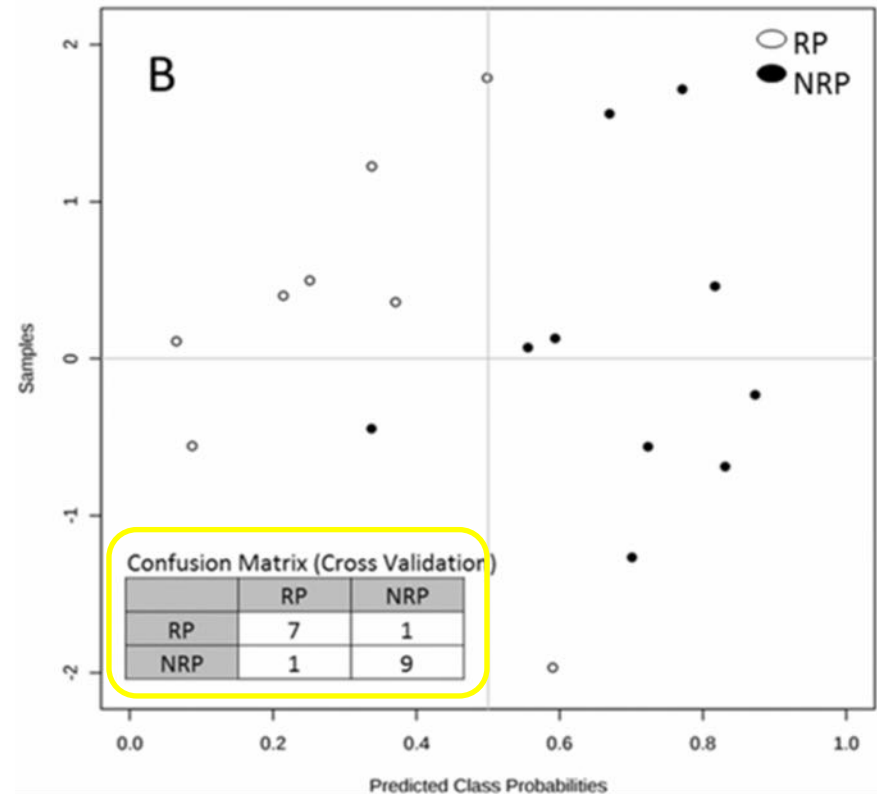 B
RP
NRP
2
1
0
-1
-2
Samples
Confusion Matrix (Cross Validation)
RP NRP
RP 7 1
NRP 1 9
0.0 0.2 0.4 0.6 0.8 1.0
Predicted Class Probabilities